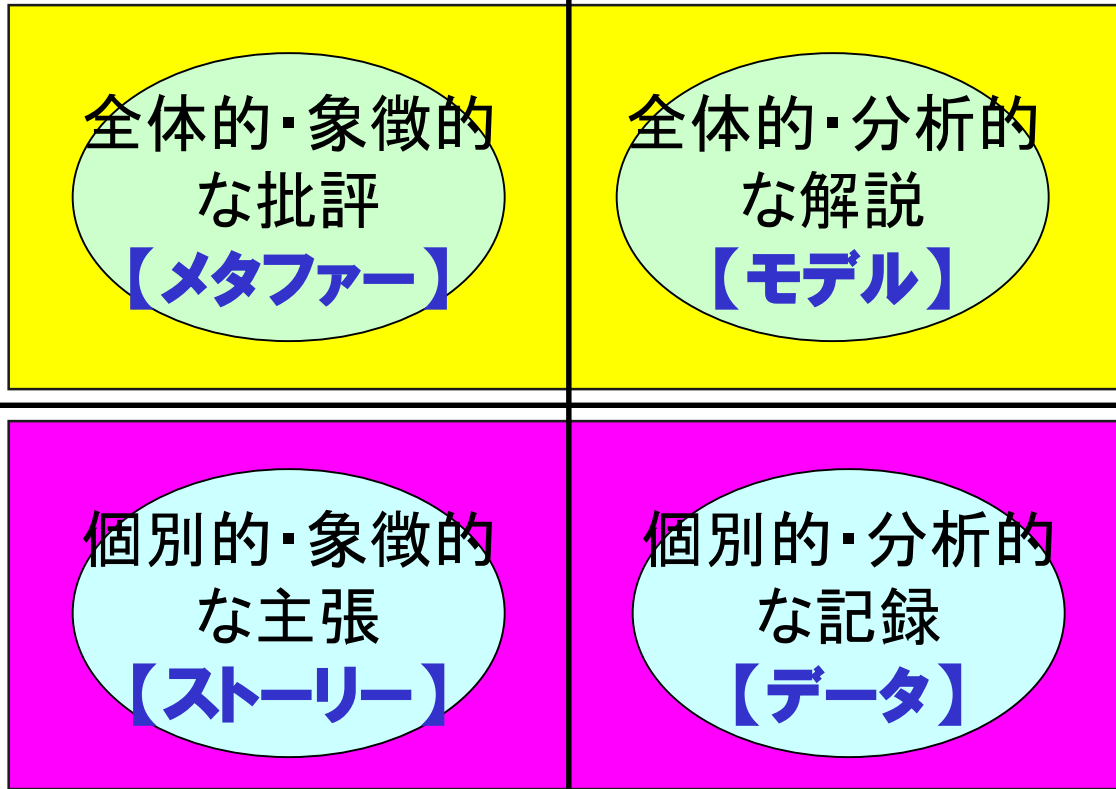 全体的・象徴的
な批評
【メタファー】
全体的・分析的
な解説
【モデル】
個別的・象徴的
な主張
【ストーリー】
個別的・分析的
な記録
【データ】